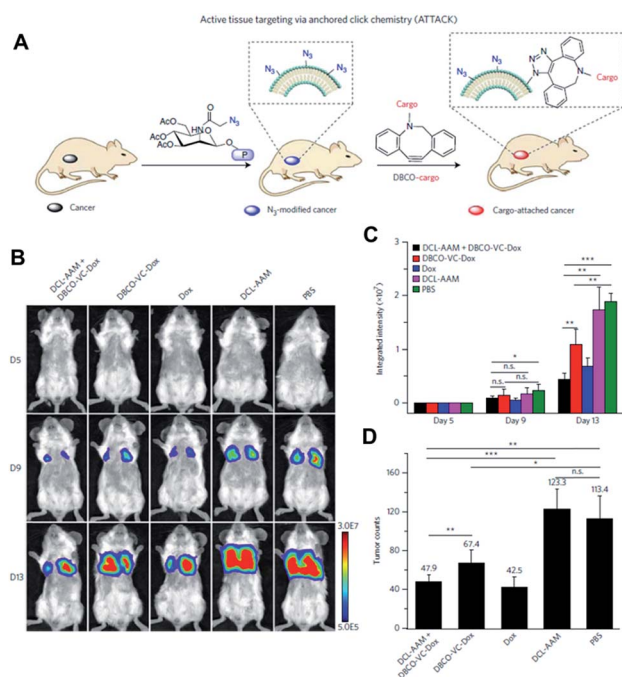 Active tissue targeting via anchored click chemistry (ATTACK)
A
N₃
N₃
N₃
O
N₃
AcO
HN
O
AcO
AcO
O
P
Cancer
N₃-modified cancer
Cargo
N
DBCO-cargo
N
N
N
N₃
N₃
N
Cargo
Cargo-attached cancer
B
DCL-AAM +
DBCO-VC-Dox
DBCO-VC-Dox
Dox
DCL-AAM
PBS
D5
D9
D13
3.0E7
5.0E5
C
DCL-AAM + DBCO-VC-Dox
DBCO-VC-Dox
Dox
DCL-AAM
PBS
Integrated intensity (×10⁷)
3
2
1
0
n.s.
n.s.
n.s.
*
**
**
**
***
Day 5
Day 9
Day 13
D
Tumor counts
160
120
80
40
0
**
***
*
**
n.s.
47.9
67.4
42.5
123.3
113.4
DCL-AAM +
DBCO-VC-Dox
DBCO-VC-Dox
Dox
DCL-AAM
PBS